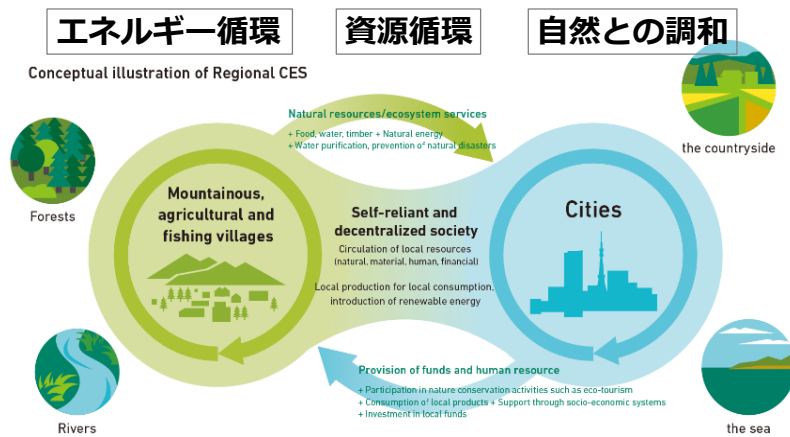 エネルギー循環
資源循環
自然との調和
Conceptual illustration of Regional CES
Natural resources/ecosystem services
+ Food, water, timber + Natural energy
+ Water purification, prevention of natural disasters
the countryside
Forests
Mountainous,
agricultural and
fishing villages
Self-reliant and
decentralized society
Circulation of local resources
(natural, material, human, financial)
Local production for local consumption,
introduction of renewable energy
Cities
Provision of funds and human resource
+ Participation in nature conservation activities such as eco-tourism
+ Consumption of local products + Support through socio-economic systems
+ Investment in local funds
Rivers
the sea